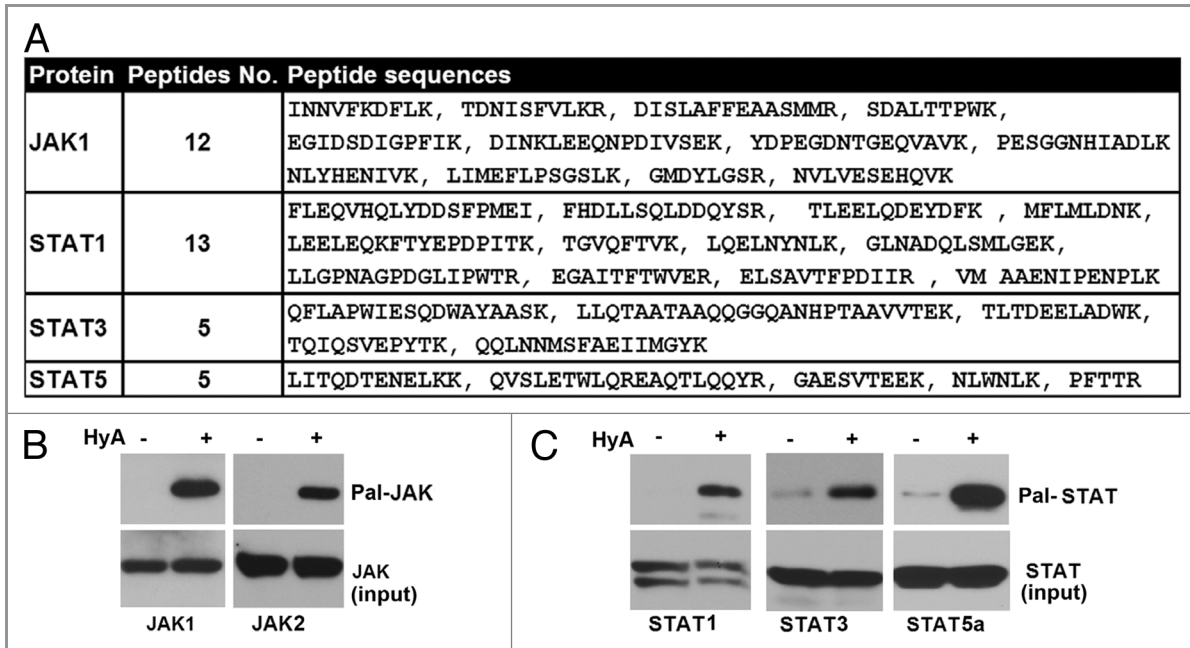 A
Protein Peptides No. Peptide sequences
INNVFKDFLK, TDNISFVLKR, DISLAFFEAASMMR, SDALTTPWK,
JAK1 12 EGIDSDIGPFIK, DINKLEEQNPDIVSEK, YDPEGDNTGEQVAVK, PESGGNHIADLK
NLYHENIVK, LIMEFLPSGSLK, GMDYLGSR, NVLVESEHQVK
FLEQVHQLYDDSFPMEI, FHDLLSQLDDQYSR, TLEELQDEYDFK , MFLMLDNK,
STAT1 13 LEELEQKFTYEPDPITK, TGVQFTVK, LQELNYNLK, GLNADQLSMLGEK,
LLGPNAGPDGLIPWTR, EGAITFTWVER, ELSAVTFPDIIR , VM AAENIPENPLK
QFLAPWIESQDWAYAASK, LLQTAATAAQQGGQANHPTAAVVTEK, TLTDEELADWK,
STAT3 5 TQIQSVEPYTK, QQLNNMSFAEIIMGYK
STAT5 5 LITQDTENELKK, QVSLETWLQREAQTLQQYR, GAESVTEEK, NLWNLK, PFTTR
B
HyA - + - +
Pal-JAK
JAK
(input)
JAK1 JAK2
C
HyA - + - + - +
Pal-STAT
STAT
(input)
STAT1 STAT3 STAT5a